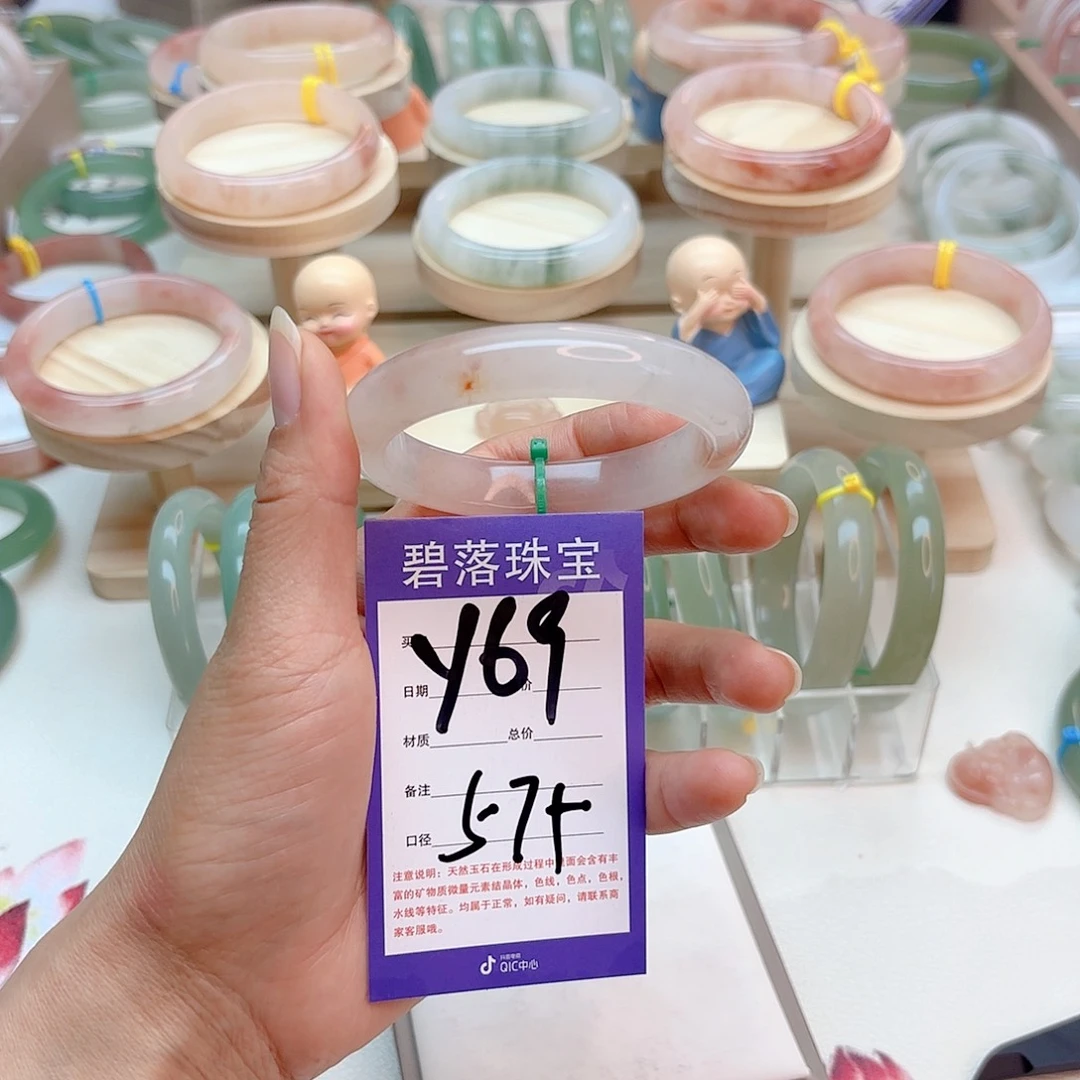 碧落珠宝
买
Y69
日期 价
材质 总价
备注
57+
口径
注意说明：天然玉石在形成过程中里面会含有丰
富的矿物质微量元素结晶体，色线，色点，色根，
水线等特征。均属于正常，如有疑问，请联系商
家客服哦。
抖音电商
QIC中心